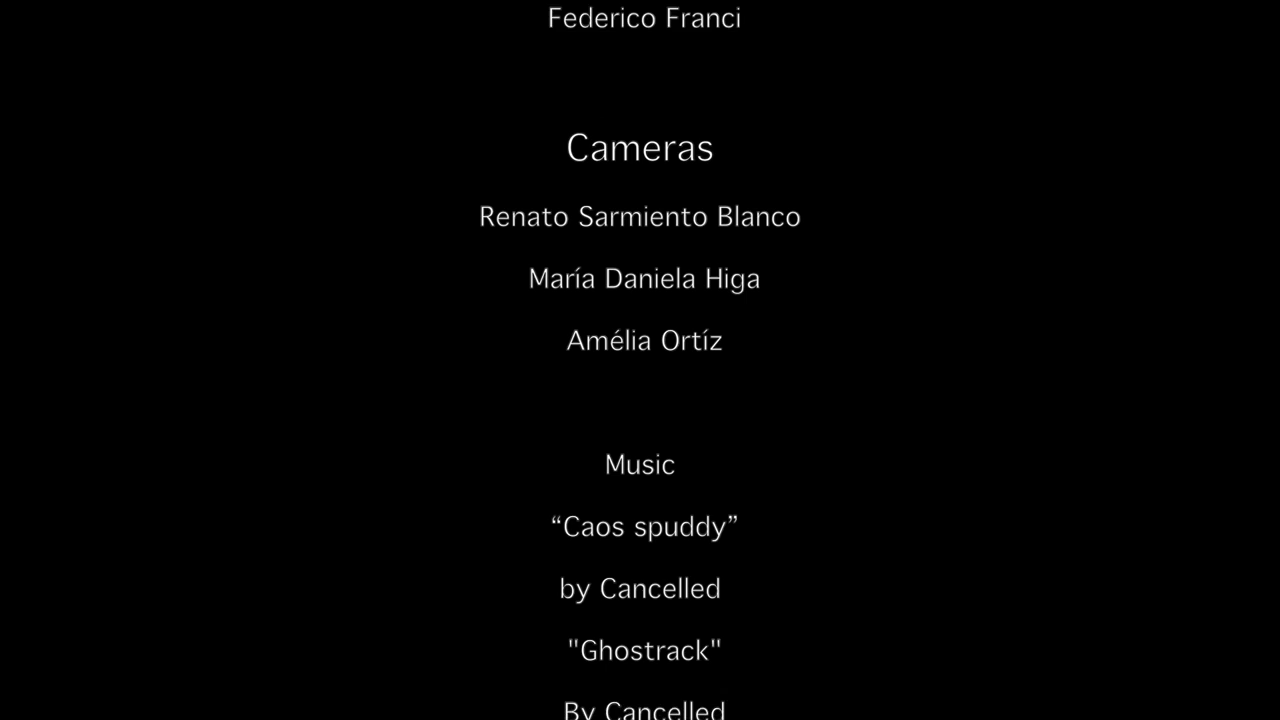 Federico Franci
Cameras
Renato Sarmiento Blanco
María Daniela Higa
Amélia Ortíz
Music
“Caos spuddy”
by Cancelled
"Ghostrack"
By Cancelled